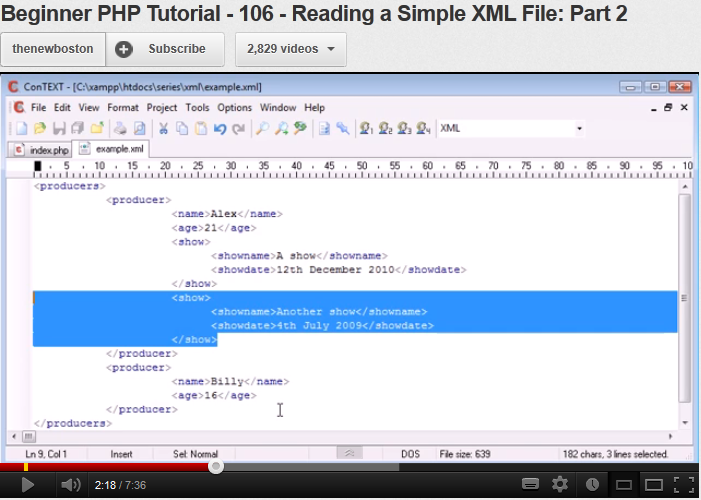 Beginner PHP Tutorial - 106 - Reading a Simple XML File: Part 2
thenewboston Subscribe 2,829 videos
ConTEXT - [C:\xampp\htdocs\series\xml\example.xml]
File Edit View Format Project Tools Options Window Help
XML
index.php example.xml
5 10 15 20 25 30 35 40 45 50 55 60 65 70 75 80 85 90 95 10
<producers>
<producer>
<name>Alex</name>
<age>21</age>
<show>
<showname>A show</showname>
<showdate>12th December 2010</showdate>
</show>
<show>
<showname>Another show</showname>
<showdate>4th July 2009</showdate>
</show>
</producer>
<producer>
<name>Billy</name>
<age>16</age>
</producer>
</producers>
Ln 9, Col 1 Insert Sel: Normal DOS File size: 639 182 chars, 3 lines selected.
2:18 / 7:36